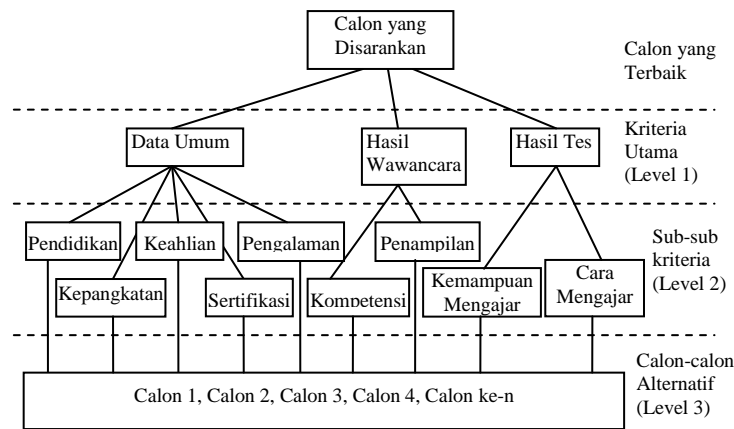 Calon yang
Disarankan
Calon yang
Terbaik
Data Umum
Hasil
Wawancara
Hasil Tes
Kriteria
Utama
(Level 1)
Pendidikan
Keahlian
Pengalaman
Penampilan
Kepangkatan
Sertifikasi
Kompetensi
Kemampuan
Mengajar
Cara
Mengajar
Sub-sub
kriteria
(Level 2)
Calon 1, Calon 2, Calon 3, Calon 4, Calon ke-n
Calon-calon
Alternatif
(Level 3)